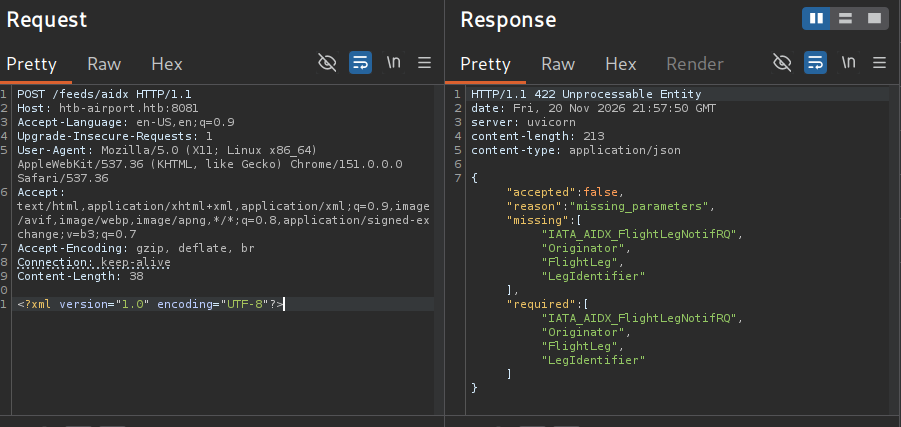 Request
Pretty Raw Hex \n
1 POST /feeds/aidx HTTP/1.1
2 Host: htb-airport.htb:8081
3 Accept-Language: en-US,en;q=0.9
4 Upgrade-Insecure-Requests: 1
5 User-Agent: Mozilla/5.0 (X11; Linux x86_64)
AppleWebKit/537.36 (KHTML, like Gecko) Chrome/151.0.0.0
Safari/537.36
6 Accept:
text/html,application/xhtml+xml,application/xml;q=0.9,image
/avif,image/webp,image/apng,*/*;q=0.8,application/signed-ex
change;v=b3;q=0.7
7 Accept-Encoding: gzip, deflate, br
8 Connection: keep-alive
9 Content-Length: 38
0
1 <?xml version="1.0" encoding="UTF-8"?>
Response
Pretty Raw Hex Render \n
1 HTTP/1.1 422 Unprocessable Entity
2 date: Fri, 20 Nov 2026 21:57:50 GMT
3 server: uvicorn
4 content-length: 213
5 content-type: application/json
6
7 {
"accepted":false,
"reason":"missing_parameters",
"missing":[
"IATA_AIDX_FlightLegNotifRQ",
"Originator",
"FlightLeg",
"LegIdentifier"
],
"required":[
"IATA_AIDX_FlightLegNotifRQ",
"Originator",
"FlightLeg",
"LegIdentifier"
]
}